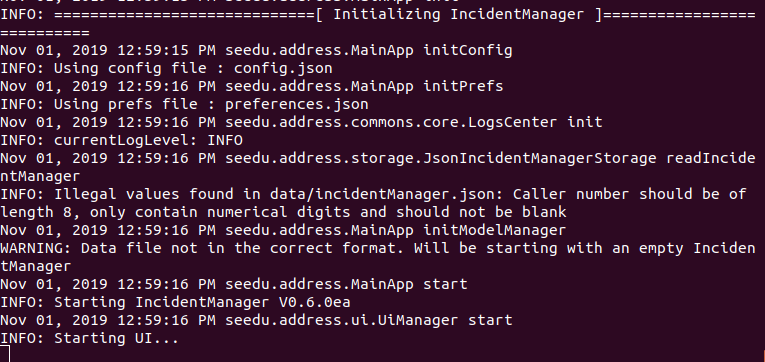 INFO: =============================[ Initializing IncidentManager ]=================
==========
Nov 01, 2019 12:59:15 PM seedu.address.MainApp initConfig
INFO: Using config file : config.json
Nov 01, 2019 12:59:16 PM seedu.address.MainApp initPrefs
INFO: Using prefs file : preferences.json
Nov 01, 2019 12:59:16 PM seedu.address.commons.core.LogsCenter init
INFO: currentLogLevel: INFO
Nov 01, 2019 12:59:16 PM seedu.address.storage.JsonIncidentManagerStorage readIncide
ntManager
INFO: Illegal values found in data/incidentManager.json: Caller number should be of
length 8, only contain numerical digits and should not be blank
Nov 01, 2019 12:59:16 PM seedu.address.MainApp initModelManager
WARNING: Data file not in the correct format. Will be starting with an empty Inciden
tManager
Nov 01, 2019 12:59:16 PM seedu.address.MainApp start
INFO: Starting IncidentManager V0.6.0ea
Nov 01, 2019 12:59:16 PM seedu.address.ui.UiManager start
INFO: Starting UI...